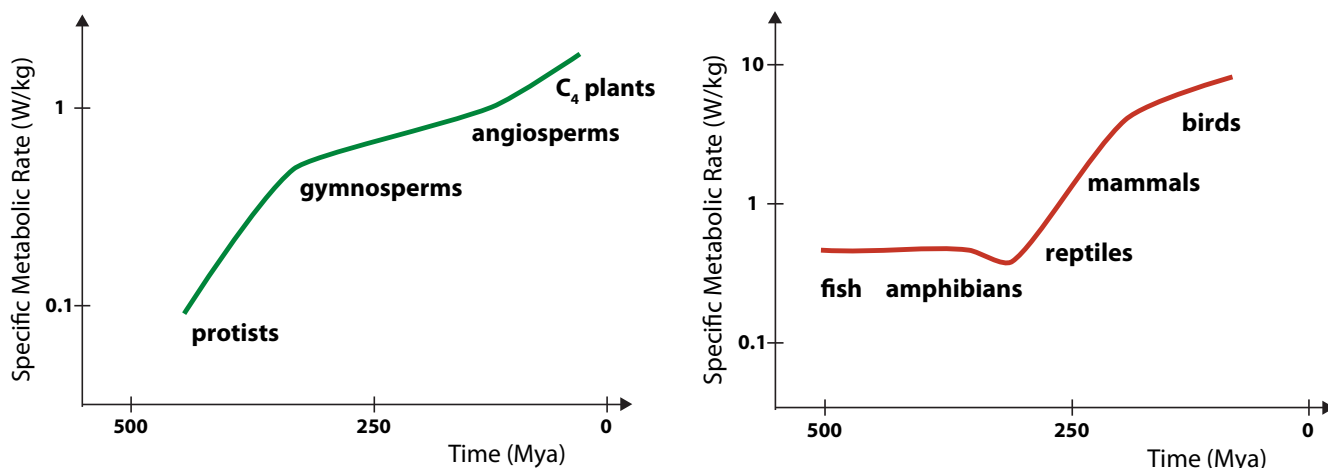 Specific Metabolic Rate (W/kg)
1
0.1
C₄ plants
angiosperms
gymnosperms
protists
500
250
0
Time (Mya)
Specific Metabolic Rate (W/kg)
10
1
0.1
birds
mammals
reptiles
fish amphibians
500
250
0
Time (Mya)